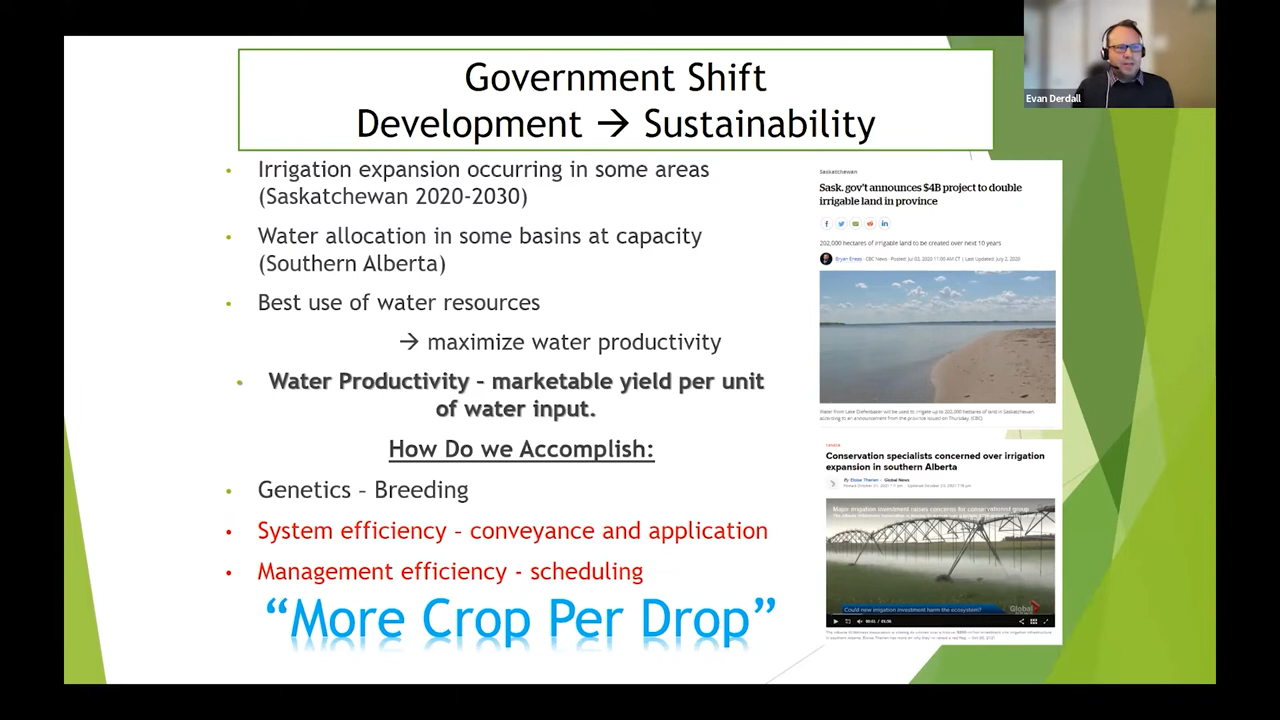 Government Shift
Development → Sustainability
Evan Derdall
• Irrigation expansion occurring in some areas
(Saskatchewan 2020-2030)
• Water allocation in some basins at capacity
(Southern Alberta)
• Best use of water resources
→ maximize water productivity
• Water Productivity – marketable yield per unit
of water input.
How Do we Accomplish:
• Genetics – Breeding
• System efficiency – conveyance and application
• Management efficiency - scheduling
“More Crop Per Drop”
Saskatchewan
Sask. gov't announces $4B project to double
irrigable land in province
202,000 hectares of irrigable land to be created over next 10 years
CBC News · Posted: Jul 02, 2020 11:00 AM CT | Last Updated: July 2, 2020
Water from Lake Diefenbaker will be used to irrigate up to 202,000 hectares of land in Saskatchewan,
according to an announcement from the province issued on Thursday. (CBC)
CANADA
Conservation specialists concerned over irrigation
expansion in southern Alberta
Global News
Major irrigation investment raises concerns for conservational group
Could new irrigation investment harm the ecosystem?
Global